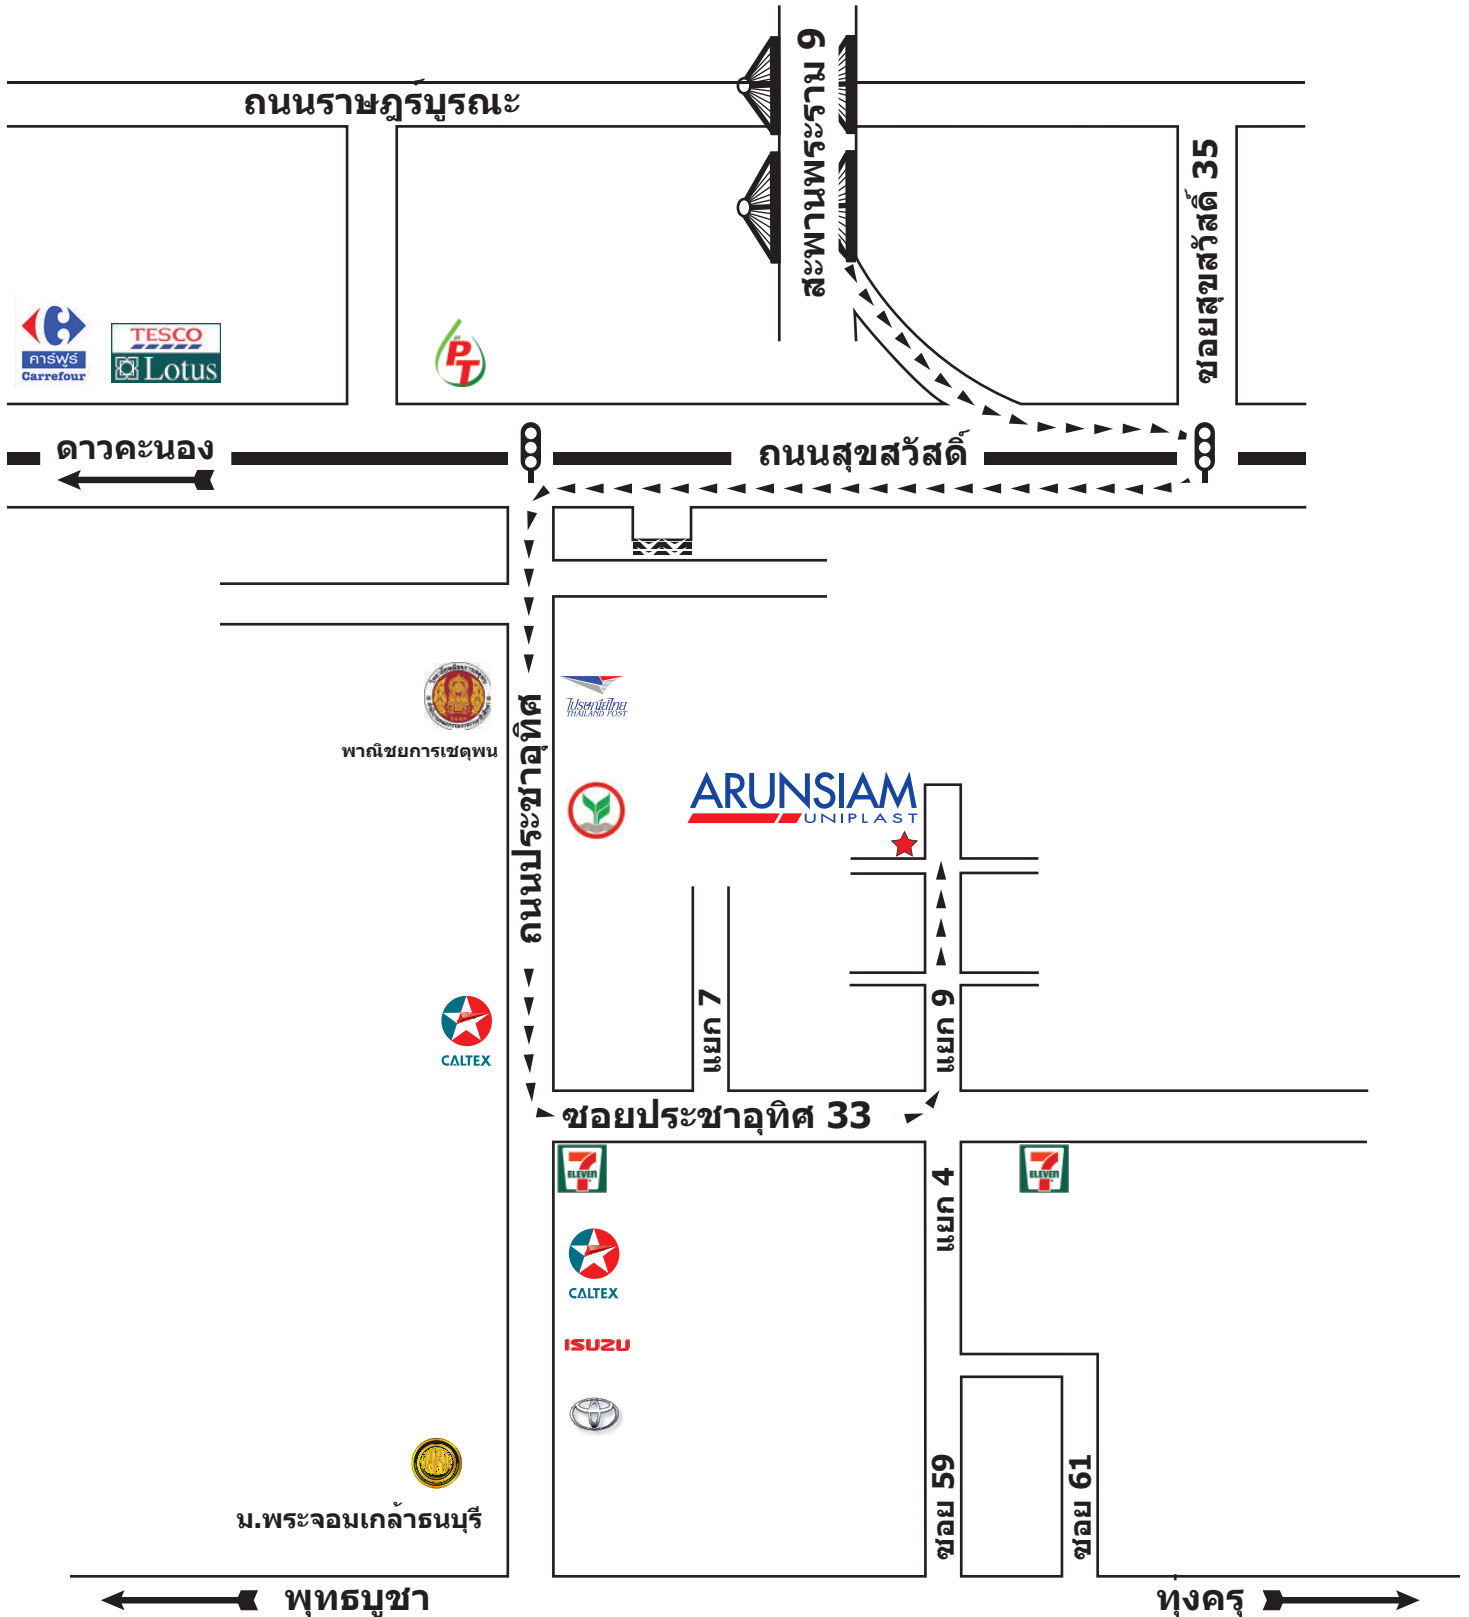 ถนนราษฎร์บูรณะ
สะพานพระราม 9
ซอยสุขสวัสดิ์ 35
คาร์ฟูร์
Carrefour
TESCO
Lotus
PT
ดาวคะนอง
ถนนสุขสวัสดิ์
พาณิชยการเชตุพน
ไปรษณีย์ไทย
THAILAND POST
ถนนประชาอุทิศ
ARUNSIAM
UNIPLAST
CALTEX
แยก 7
แยก 9
ซอยประชาอุทิศ 33
7
ELEVEN
7
ELEVEN
แยก 4
CALTEX
ISUZU
ม.พระจอมเกล้าธนบุรี
ซอย 59
ซอย 61
พุทธบูชา
ทุ่งครุ